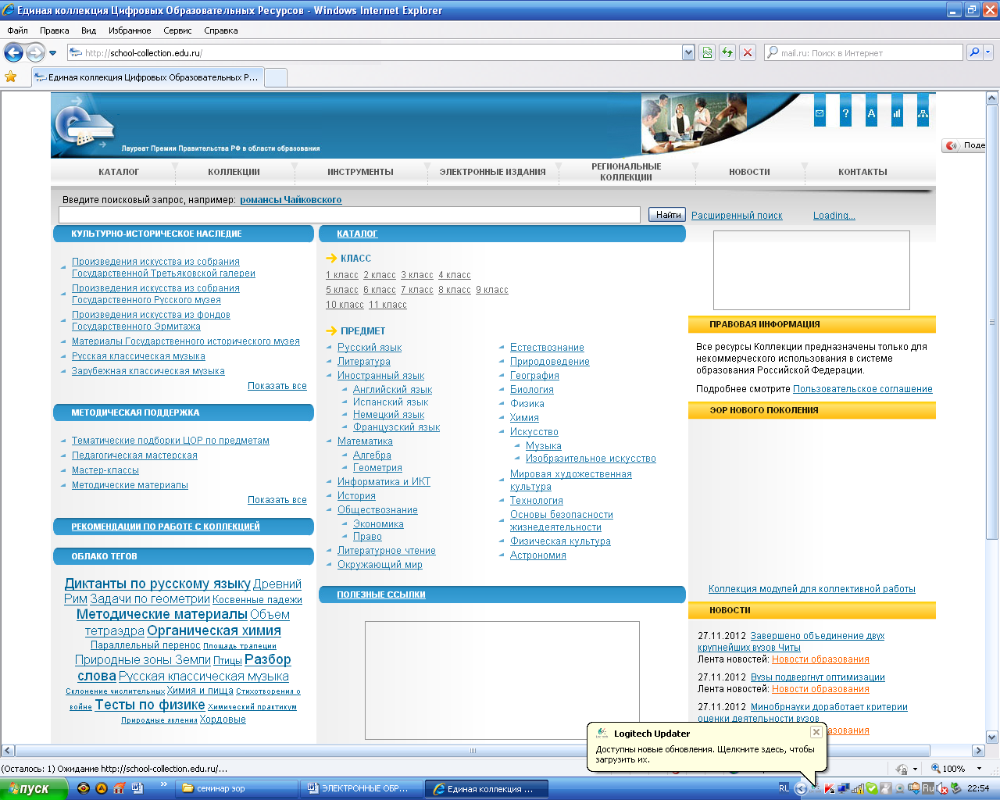 Единая коллекция Цифровых Образовательных Ресурсов - Windows Internet Explorer
Файл Правка Вид Избранное Сервис Справка
http://school-collection.edu.ru/
mail.ru: Поиск в Интернет
Единая коллекция Цифровых Образовательных Р...
Лауреат Премии Правительства РФ в области образования
? A
Поде
КАТАЛОГ КОЛЛЕКЦИИ ИНСТРУМЕНТЫ ЭЛЕКТРОННЫЕ ИЗДАНИЯ РЕГИОНАЛЬНЫЕ КОЛЛЕКЦИИ НОВОСТИ КОНТАКТЫ
Введите поисковый запрос, например: романсы Чайковского
Найти Расширенный поиск Loading...
КУЛЬТУРНО-ИСТОРИЧЕСКОЕ НАСЛЕДИЕ
Произведения искусства из собрания
Государственной Третьяковской галереи
Произведения искусства из собрания
Государственного Русского музея
Произведения искусства из фондов
Государственного Эрмитажа
Материалы Государственного исторического музея
Русская классическая музыка
Зарубежная классическая музыка
Показать все
МЕТОДИЧЕСКАЯ ПОДДЕРЖКА
Тематические подборки ЦОР по предметам
Педагогическая мастерская
Мастер-классы
Методические материалы
Показать все
РЕКОМЕНДАЦИИ ПО РАБОТЕ С КОЛЛЕКЦИЕЙ
ОБЛАКО ТЕГОВ
Диктанты по русскому языку Древний
Рим Задачи по геометрии Косвенные падежи
Методические материалы Объем
тетраэдра Органическая химия
Параллельный перенос Площадь трапеции
Природные зоны Земли Птицы Разбор
слова Русская классическая музыка
Склонение числительных Химия и пища Стихотворения о
войне Тесты по физике Химический практикум
Природные явления Хордовые
КАТАЛОГ
КЛАСС
1 класс 2 класс 3 класс 4 класс
5 класс 6 класс 7 класс 8 класс 9 класс
10 класс 11 класс
ПРЕДМЕТ
Русский язык
Литература
Иностранный язык
Английский язык
Испанский язык
Немецкий язык
Французский язык
Математика
Алгебра
Геометрия
Информатика и ИКТ
История
Обществознание
Экономика
Право
Литературное чтение
Окружающий мир
Естествознание
Природоведение
География
Биология
Физика
Химия
Искусство
Музыка
Изобразительное искусство
Мировая художественная
культура
Технология
Основы безопасности
жизнедеятельности
Физическая культура
Астрономия
ПОЛЕЗНЫЕ ССЫЛКИ
ПРАВОВАЯ ИНФОРМАЦИЯ
Все ресурсы Коллекции предназначены только для
некоммерческого использования в системе
образования Российской Федерации.
Подробнее смотрите Пользовательское соглашение
ЭОР НОВОГО ПОКОЛЕНИЯ
Коллекция модулей для коллективной работы
НОВОСТИ
27.11.2012 Завершено объединение двух
крупнейших вузов Читы
Лента новостей: Новости образования
27.11.2012 Вузы подвергнут оптимизации
Лента новостей: Новости образования
27.11.2012 Минобрнауки доработает критерии
оценки деятельности вузов
Logitech Updater
Доступны новые обновления. Щелкните здесь, чтобы
загрузить их.
(Осталось: 1) Ожидание http://school-collection.edu.ru/...
100%
пуск
семинар эор
ЭЛЕКТРОННЫЕ ОБР...
Единая коллекция ...
RU
Ru
22:54